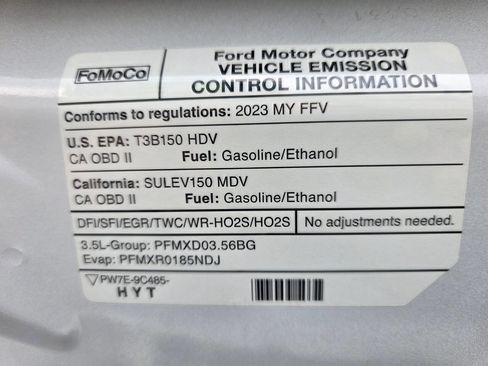 FoMoCo
Ford Motor Company
VEHICLE EMISSION
CONTROL INFORMATION
Conforms to regulations: 2023 MY FFV
U.S. EPA: T3B150 HDV
CA OBD II Fuel: Gasoline/Ethanol
California: SULEV150 MDV
CA OBD II Fuel: Gasoline/Ethanol
DFI/SFI/EGR/TWC/WR-HO2S/HO2S No adjustments needed.
3.5L-Group: PFMXD03.56BG
Evap: PFMXR0185NDJ
PW7E-9C485-
HYT